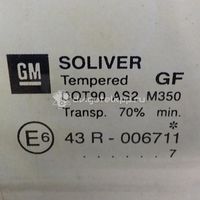 GM SOLIVER
Tempered GF
DOT90 AS2 M350
Transp. 70% min.
*
E6 43 R - 006711
. . . . . . 7